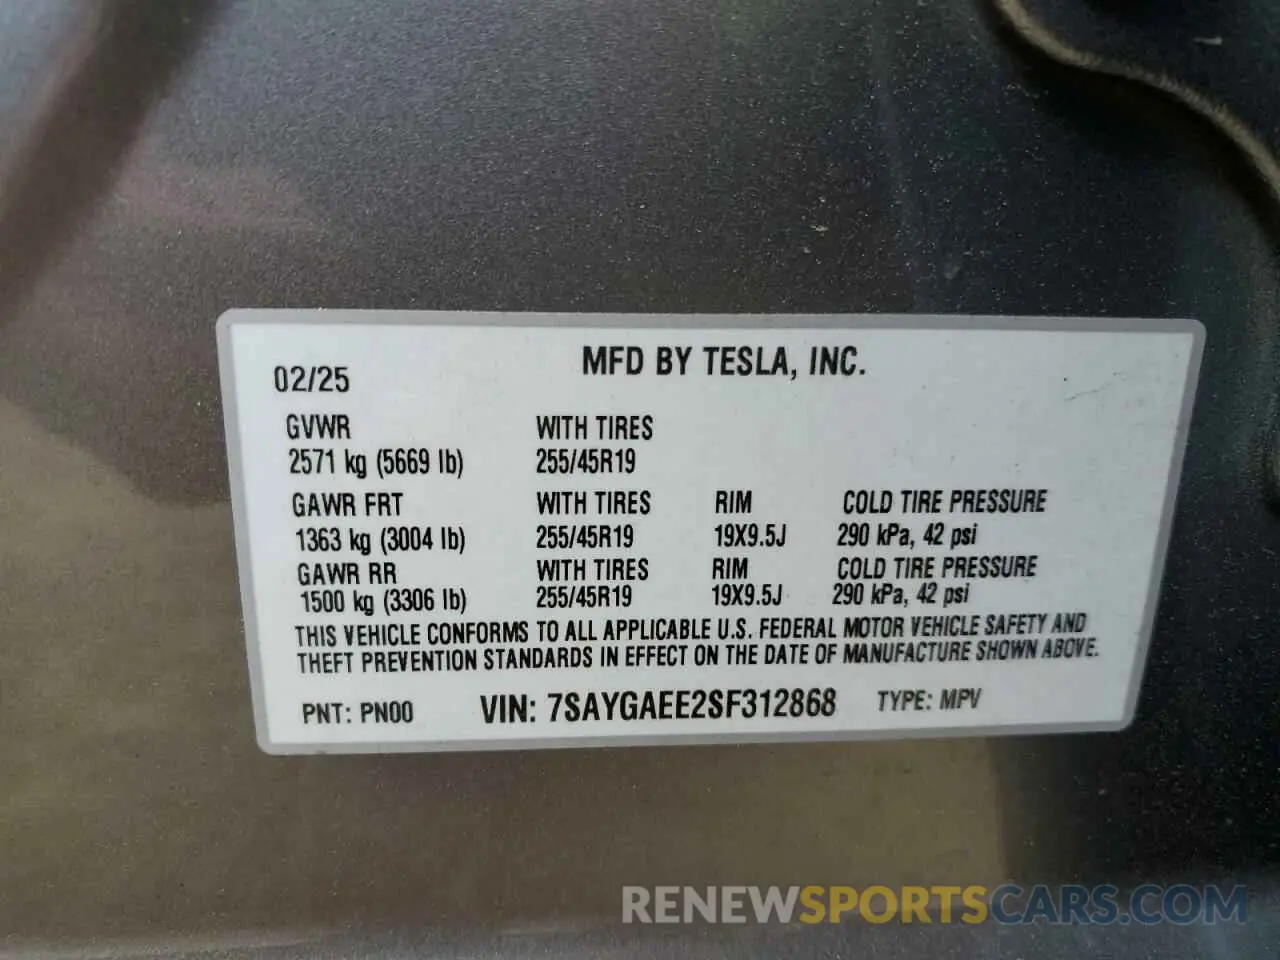 MFD BY TESLA, INC.
02/25
GVWR WITH TIRES
2571 kg (5669 lb) 255/45R19
GAWR FRT WITH TIRES RIM COLD TIRE PRESSURE
1363 kg (3004 lb) 255/45R19 19X9.5J 290 kPa, 42 psi
GAWR RR WITH TIRES RIM COLD TIRE PRESSURE
1500 kg (3306 lb) 255/45R19 19X9.5J 290 kPa, 42 psi
THIS VEHICLE CONFORMS TO ALL APPLICABLE U.S. FEDERAL MOTOR VEHICLE SAFETY AND
THEFT PREVENTION STANDARDS IN EFFECT ON THE DATE OF MANUFACTURE SHOWN ABOVE.
PNT: PN00 VIN: 7SAYGAEE2SF312868 TYPE: MPV
RENEWSPORTSCARS.COM